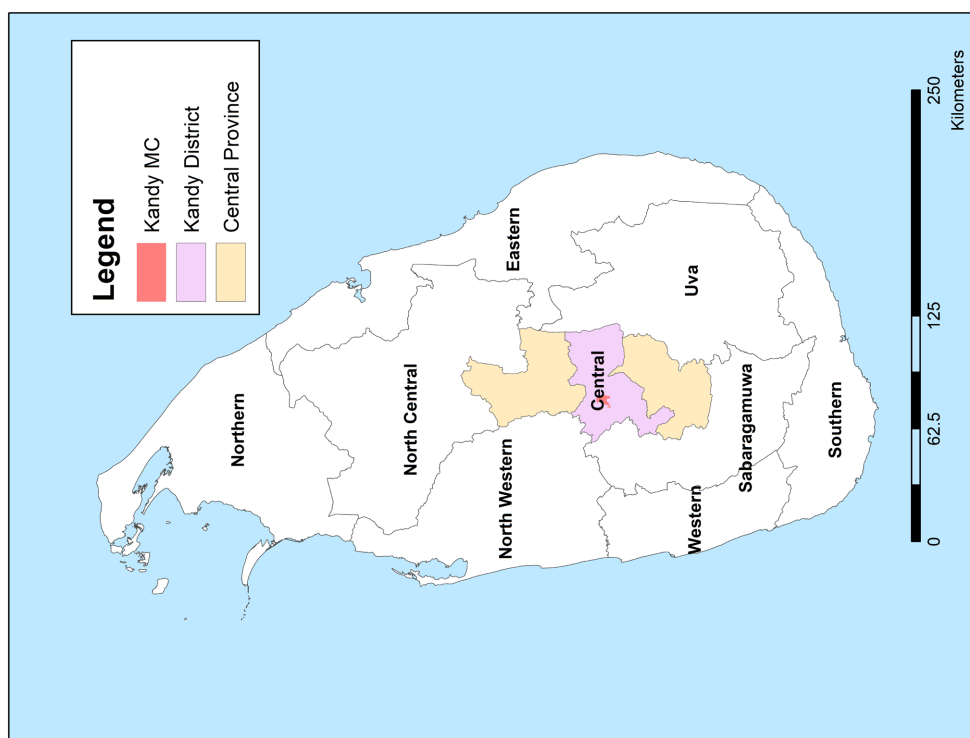 Legend
Kandy MC
Kandy District
Central Province
Northern
North Central
Eastern
North Western
Central
Uva
Western
Sabaragamuwa
Southern
0
62.5
125
250
Kilometers